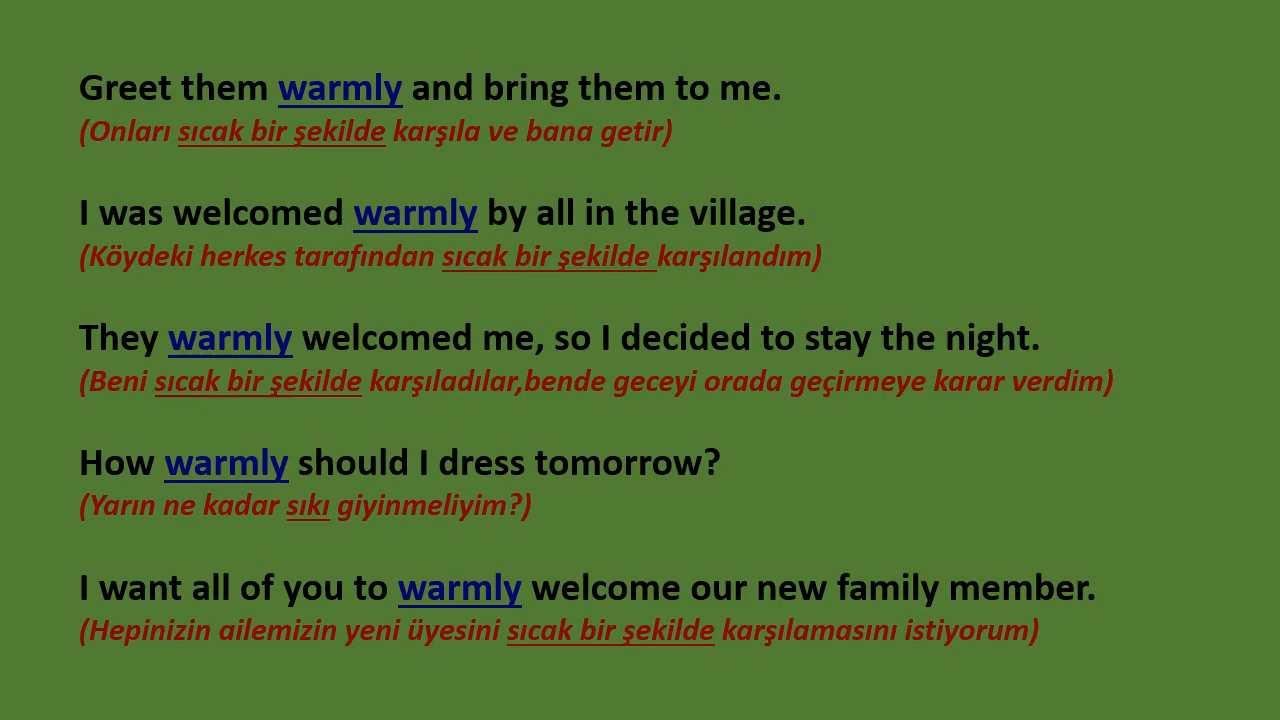 Greet them warmly and bring them to me.
(Onları sıcak bir şekilde karşıla ve bana getir)
I was welcomed warmly by all in the village.
(Köydeki herkes tarafından sıcak bir şekilde karşılandım)
They warmly welcomed me, so I decided to stay the night.
(Beni sıcak bir şekilde karşıladılar,bende geceyi orada geçirmeye karar verdim)
How warmly should I dress tomorrow?
(Yarın ne kadar sıkı giyinmeliyim?)
I want all of you to warmly welcome our new family member.
(Hepinizin ailemizin yeni üyesini sıcak bir şekilde karşılamasını istiyorum)